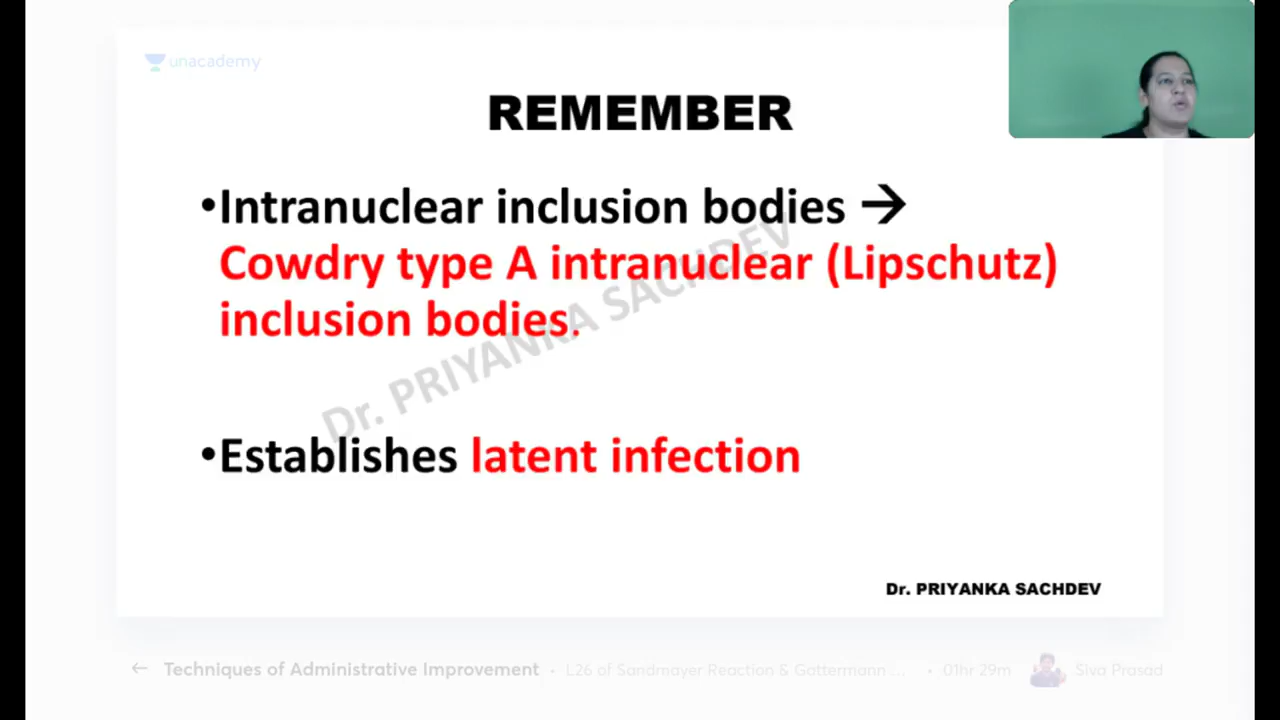 unacademy
REMEMBER
•Intranuclear inclusion bodies →
Cowdry type A intranuclear (Lipschutz)
inclusion bodies.
Dr. PRIYANKA SACHDEV
•Establishes latent infection
Dr. PRIYANKA SACHDEV
← Techniques of Administrative Improvement • L26 of Sandmayer Reaction & Gattermann ... • 01hr 29m Siva Prasad